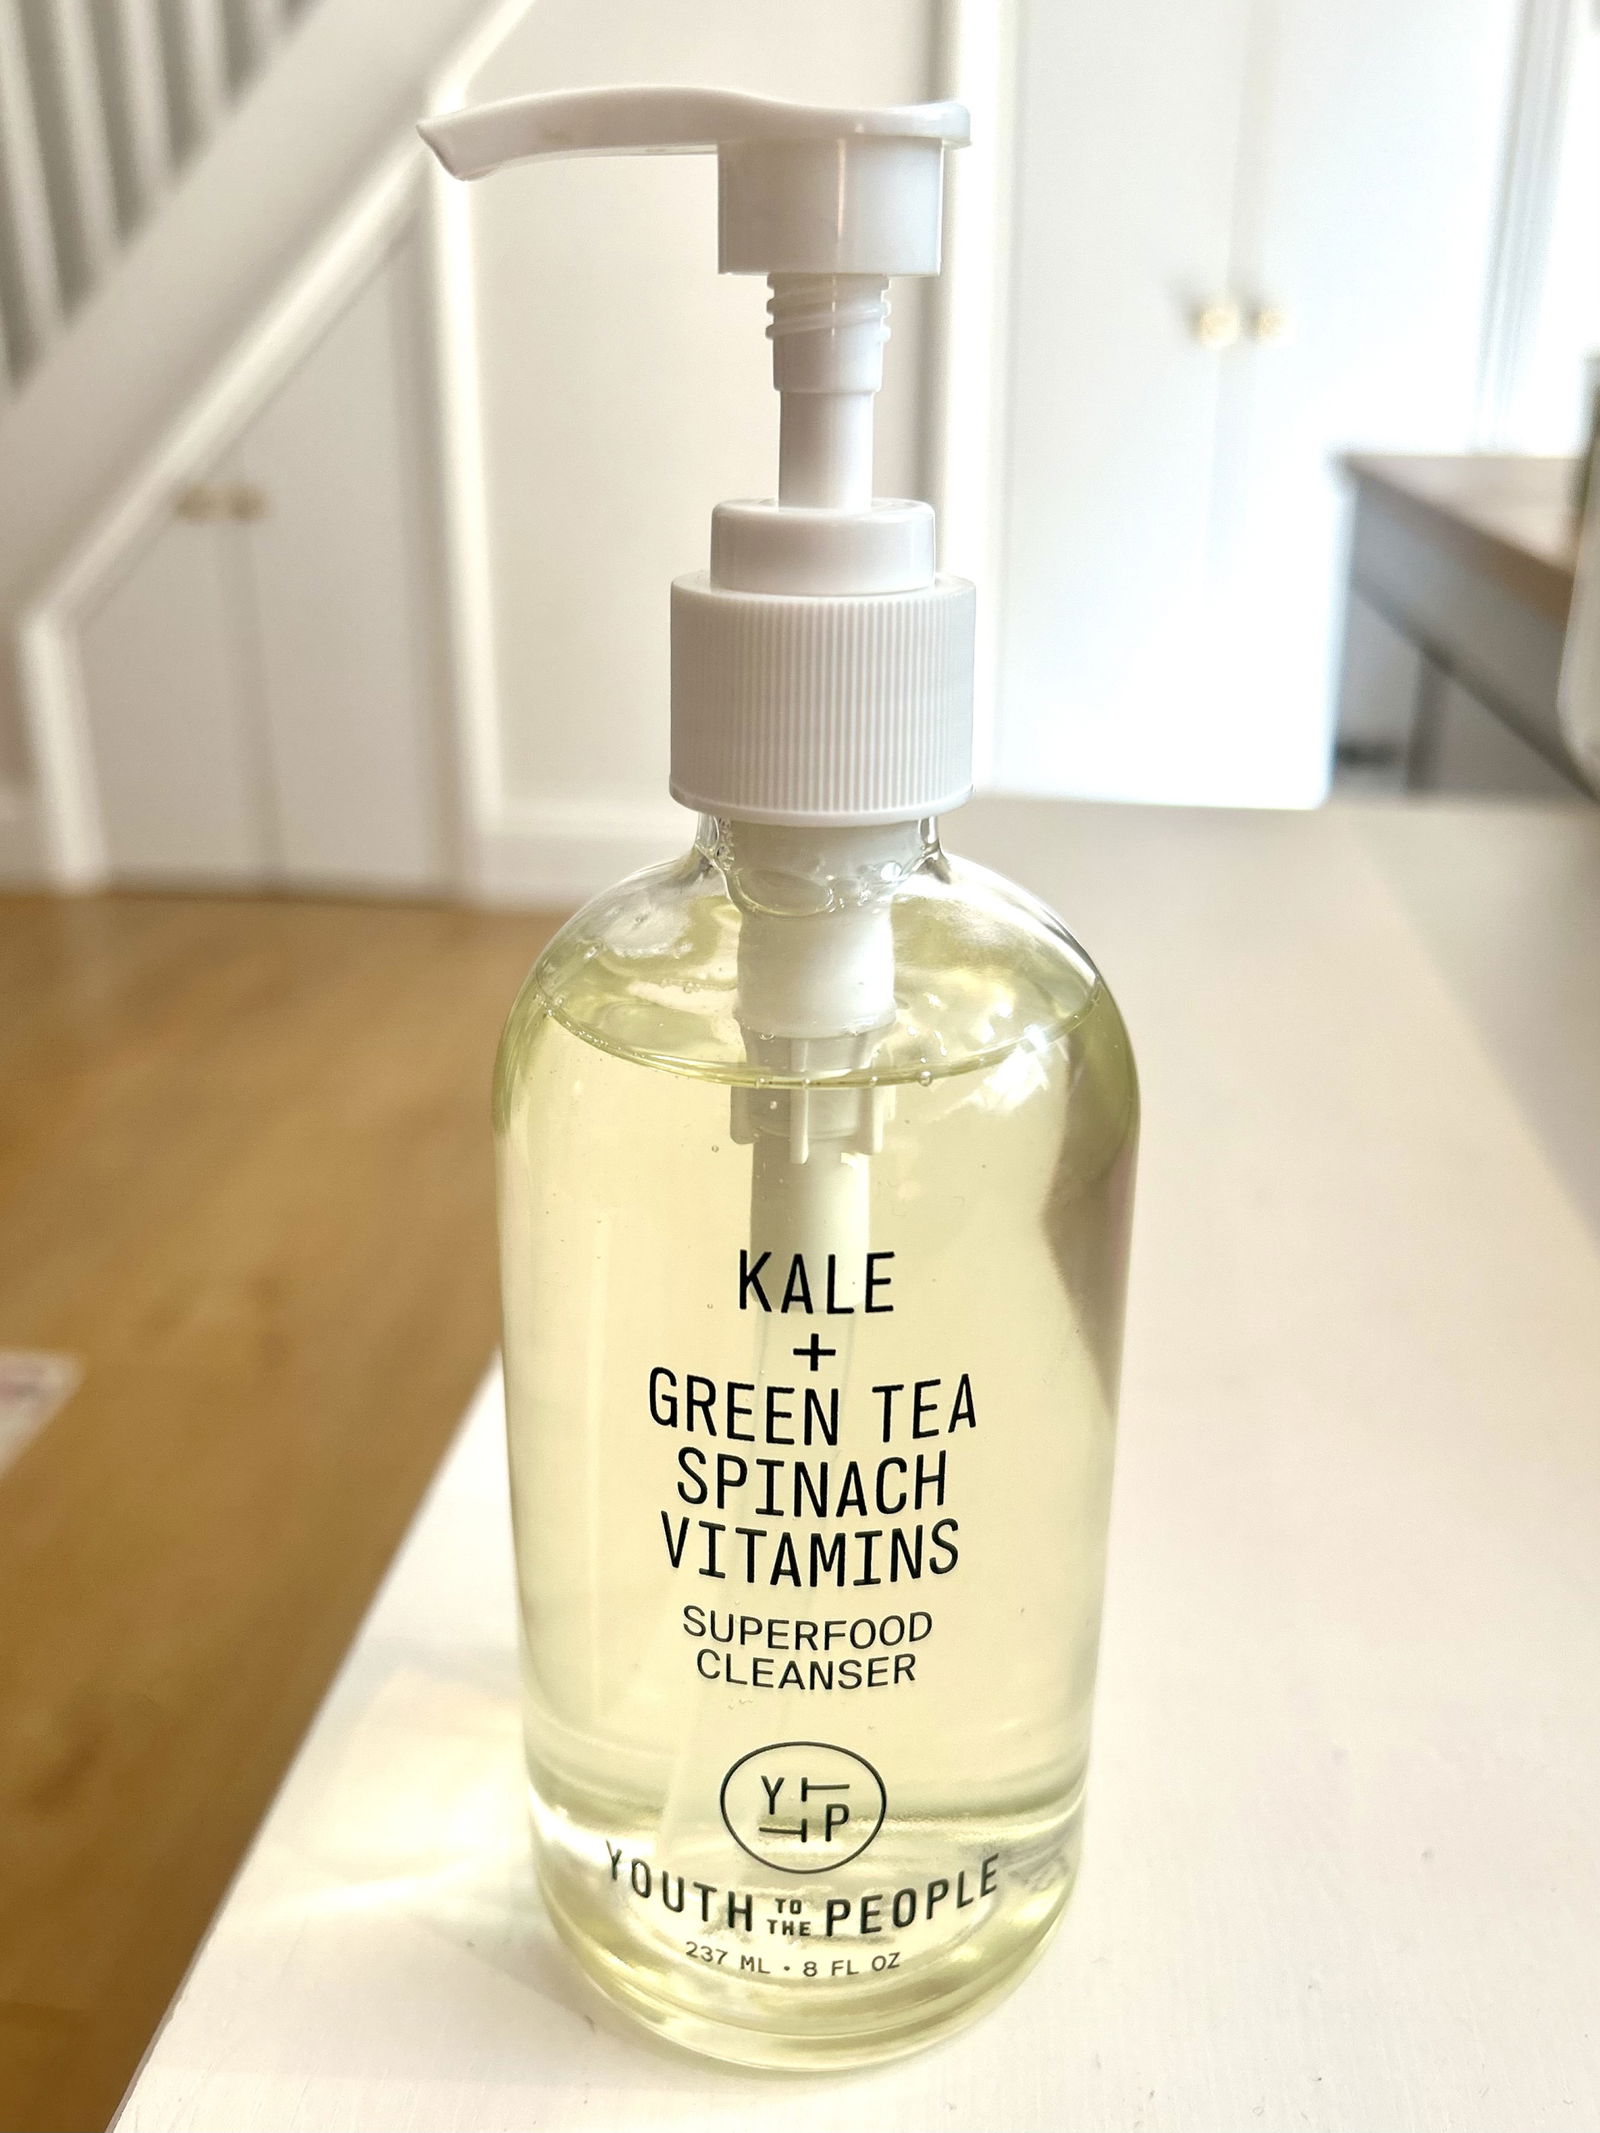 KALE
+
GREEN TEA
SPINACH
VITAMINS
SUPERFOOD
CLEANSER
YTTP
YOUTH TO THE PEOPLE
237 ML • 8 FL OZ